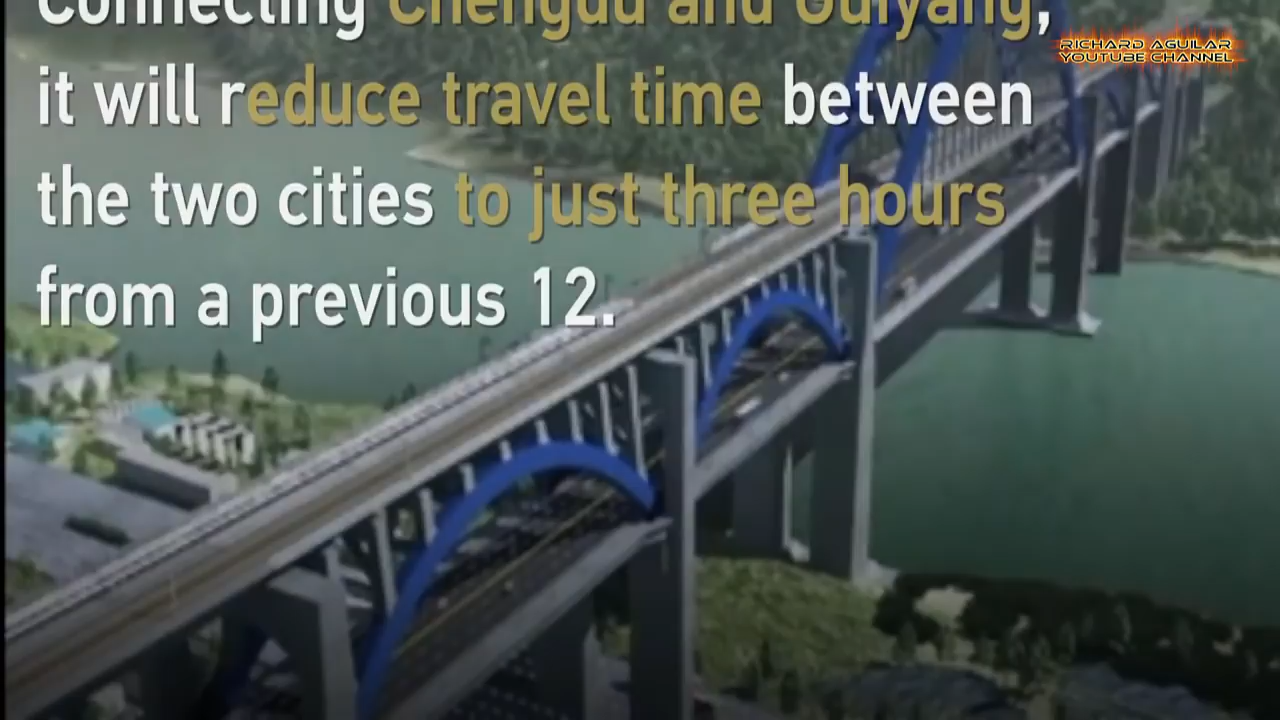 Connecting Chengdu and Guiyang,
it will reduce travel time between
the two cities to just three hours
from a previous 12.
RICHARD AGUILAR
YOUTUBE CHANNEL